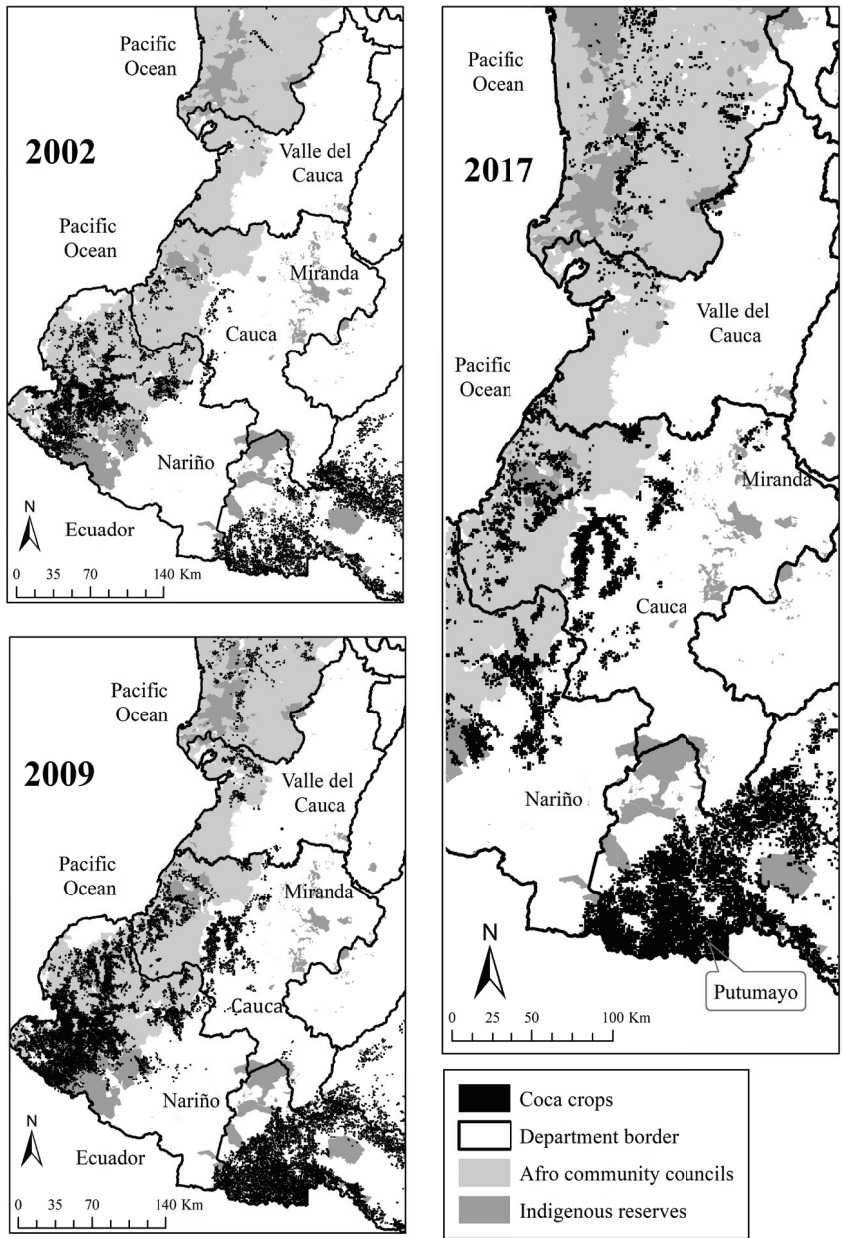 Pacific
Ocean
2002
Valle del
Cauca
Pacific
Ocean
Miranda
Cauca
Nariño
N
Ecuador
0 35 70 140 Km
Pacific
Ocean
2009
Valle del
Cauca
Pacific
Ocean
Miranda
Cauca
Nariño
N
Ecuador
0 35 70 140 Km
Pacific
Ocean
2017
Valle del
Cauca
Pacific
Ocean
Miranda
Cauca
Nariño
N
Putumayo
0 25 50 100 Km
Coca crops
Department border
Afro community councils
Indigenous reserves